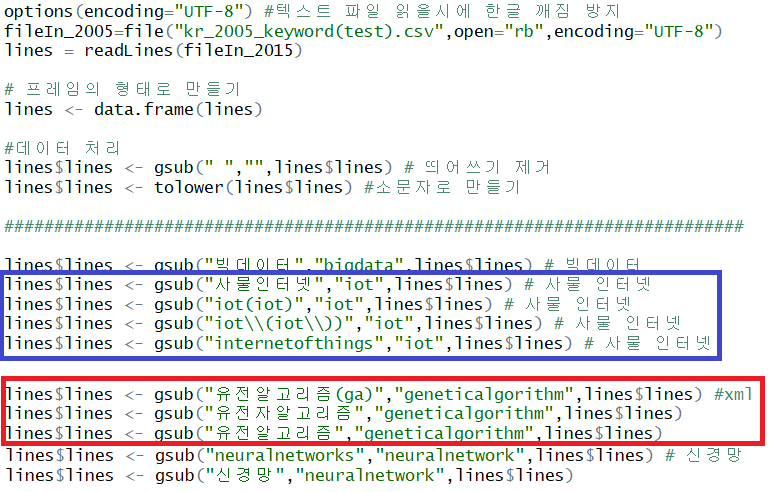 options(encoding="UTF-8") #텍스트 파일 읽을시에 한글 깨짐 방지
fileIn_2005=file("kr_2005_keyword(test).csv",open="rb",encoding="UTF-8")
lines = readLines(fileIn_2015)
# 프레임의 형태로 만들기
lines <- data.frame(lines)
#데이터 처리
lines$lines <- gsub(" ","",lines$lines) # 띄어쓰기 제거
lines$lines <- tolower(lines$lines) #소문자로 만들기
#########################################################################
lines$lines <- gsub("빅데이터","bigdata",lines$lines) # 빅데이터
lines$lines <- gsub("사물인터넷","iot",lines$lines) # 사물 인터넷
lines$lines <- gsub("iot(iot)","iot",lines$lines) # 사물 인터넷
lines$lines <- gsub("iot\\(iot\\))","iot",lines$lines) # 사물 인터넷
lines$lines <- gsub("internetofthings","iot",lines$lines) # 사물 인터넷
lines$lines <- gsub("유전알고리즘(ga)","geneticalgorithm",lines$lines) #xml
lines$lines <- gsub("유전자알고리즘","geneticalgorithm",lines$lines)
lines$lines <- gsub("유전알고리즘","geneticalgorithm",lines$lines)
lines$lines <- gsub("neuralnetworks","neuralnetwork",lines$lines) # 신경망
lines$lines <- gsub("신경망","neuralnetwork",lines$lines)